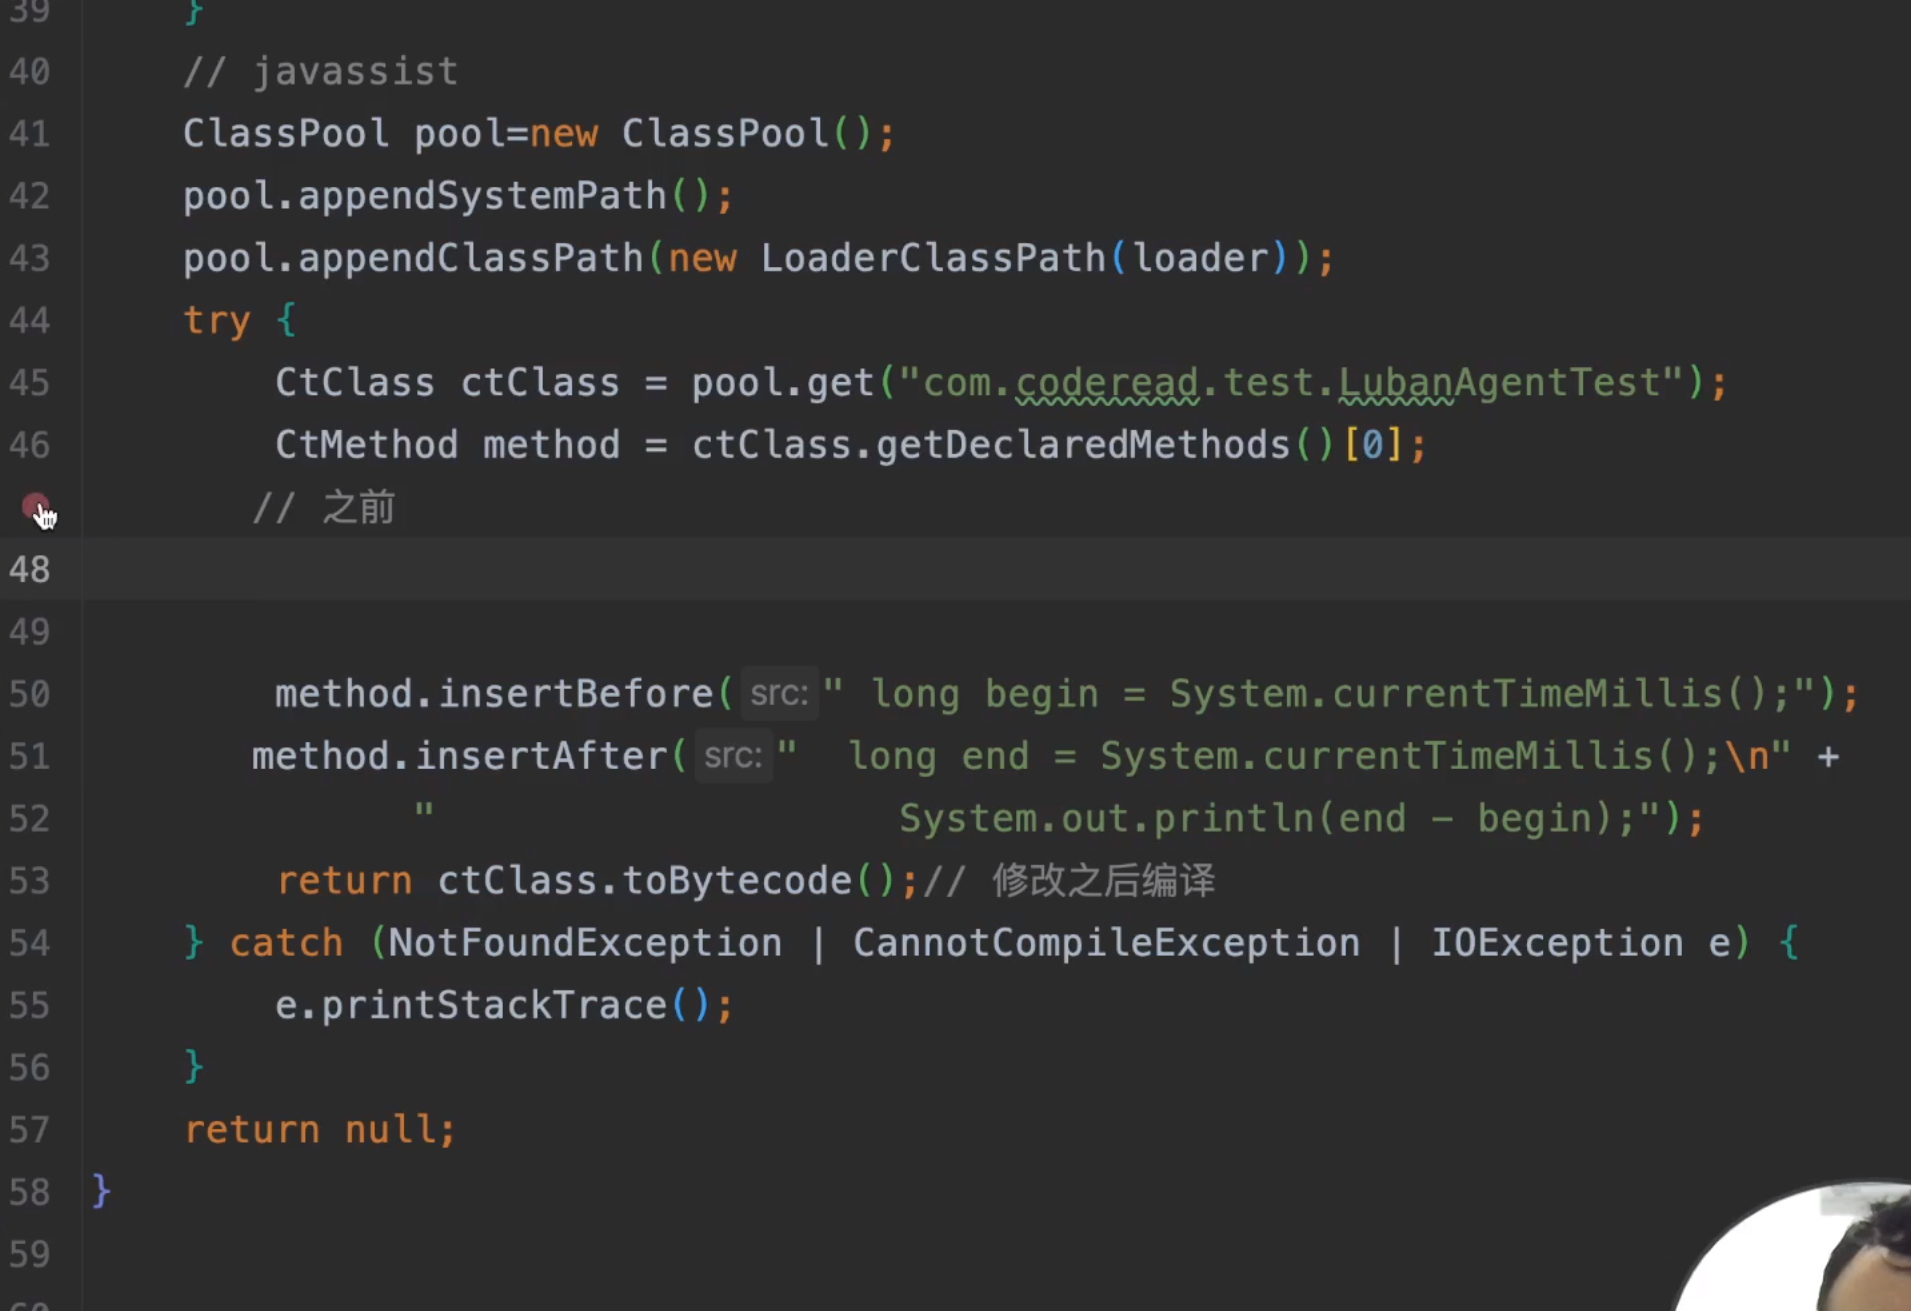 39 }
40 // javassist
41 ClassPool pool=new ClassPool();
42 pool.appendSystemPath();
43 pool.appendClassPath(new LoaderClassPath(loader));
44 try {
45 CtClass ctClass = pool.get("com.coderead.test.LubanAgentTest");
46 CtMethod method = ctClass.getDeclaredMethods()[0];
// 之前
48
49
50 method.insertBefore( src: " long begin = System.currentTimeMillis();");
51 method.insertAfter( src: "  long end = System.currentTimeMillis();\n" +
52 "                    System.out.println(end - begin);");
53 return ctClass.toBytecode();// 修改之后编译
54 } catch (NotFoundException | CannotCompileException | IOException e) {
55 e.printStackTrace();
56 }
57 return null;
58 }
59